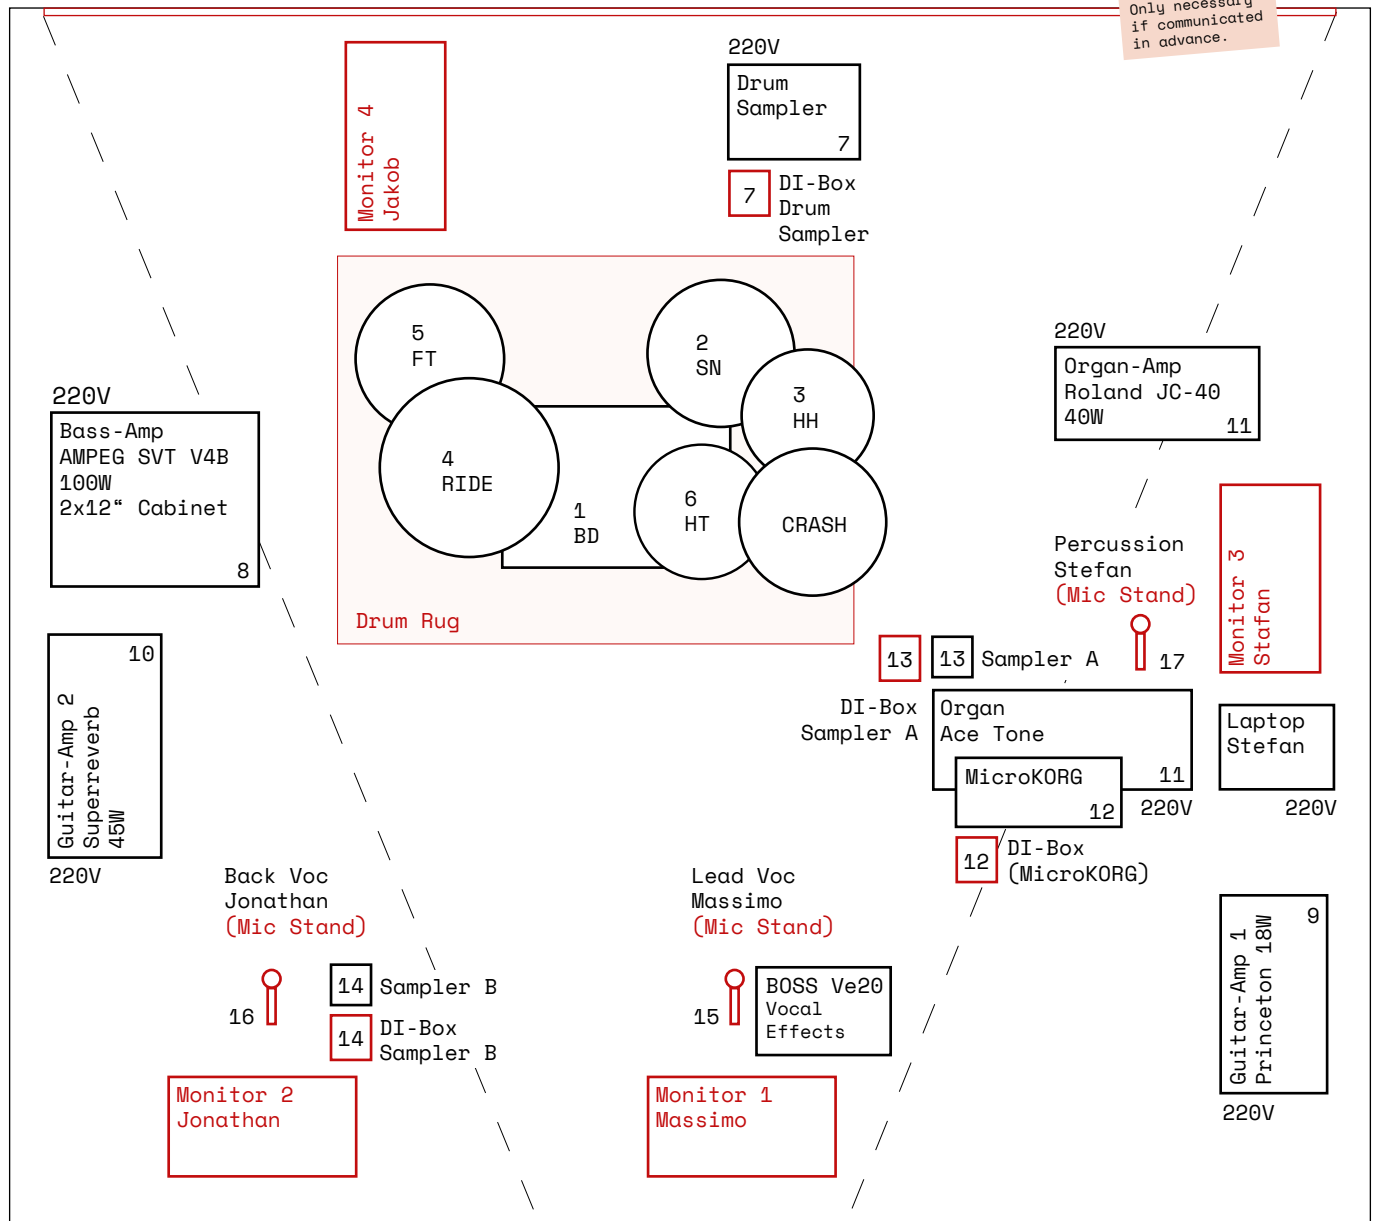 Only necessary
if communicated
in advance.
220V
Drum
Sampler
7
Monitor 4
Jakob
7
DI-Box
Drum
Sampler
5
FT
2
SN
3
HH
4
RIDE
1
BD
6
HT
CRASH
Drum Rug
220V
Organ-Amp
Roland JC-40
40W
11
220V
Bass-Amp
AMPEG SVT V4B
100W
2x12“ Cabinet
8
Monitor 3
Stafan
Percussion
Stefan
(Mic Stand)
17
13
13
Sampler A
DI-Box
Sampler A
Organ
Ace Tone
11
220V
MicroKORG
12
12
DI-Box
(MicroKORG)
Laptop
Stefan
220V
10
Guitar-Amp 2
Superreverb
45W
220V
Back Voc
Jonathan
(Mic Stand)
16
14
Sampler B
14
DI-Box
Sampler B
Monitor 2
Jonathan
Lead Voc
Massimo
(Mic Stand)
15
BOSS Ve20
Vocal
Effects
Monitor 1
Massimo
9
Guitar-Amp 1
Princeton 18W
220V